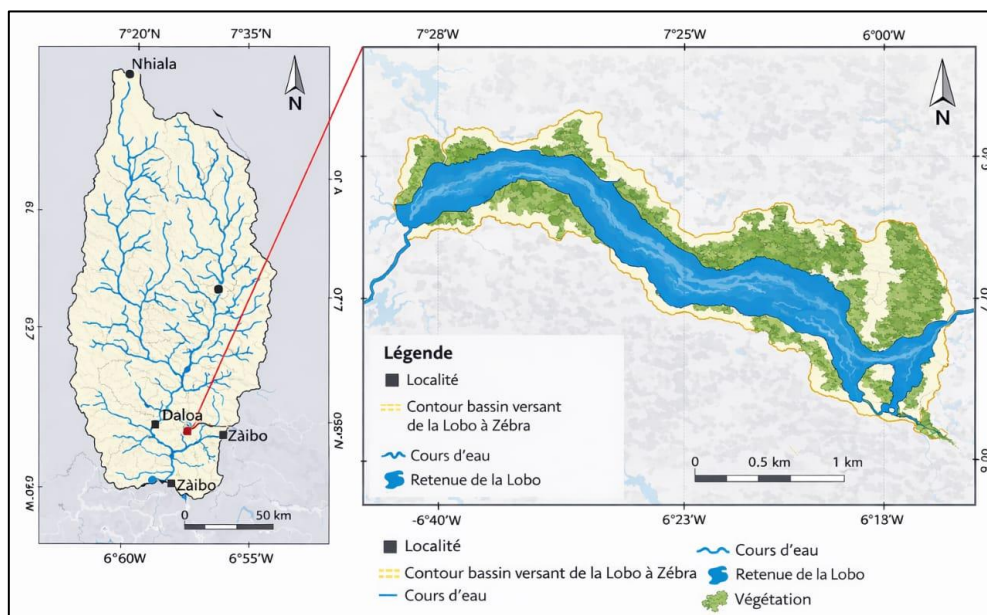 7°20'W
7°35'W
Nhiala
N
Daloa
Zàibo
Zàibo
0
50 km
6°60'W
6°55'W
7°28'W
7°25'W
6°00'W
N
Légende
Localité
Contour bassin versant
de la Lobo à Zébra
Cours d'eau
Retenue de la Lobo
0
0.5 km
1 km
-6°40'W
6°23'W
6°18'W
Localité
Contour bassin versant de la Lobo à Zébra
Cours d'eau
Cours d'eau
Retenue de la Lobo
Végétation